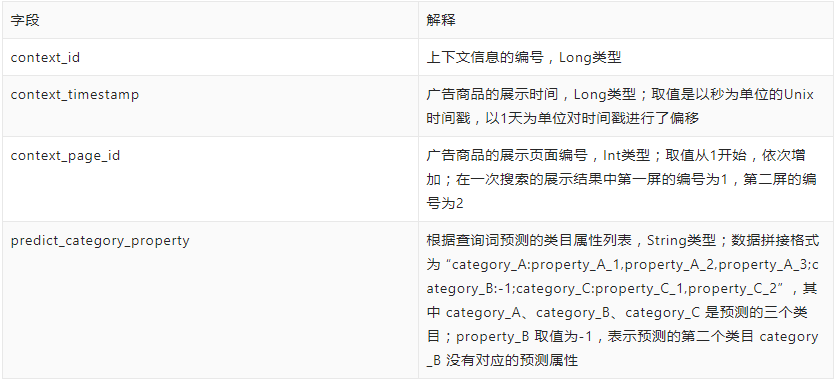 字段
解释
context_id
上下文信息的编号，Long类型
context_timestamp
广告商品的展示时间，Long类型；取值是以秒为单位的Unix
时间戳，以1天为单位对时间戳进行了偏移
context_page_id
广告商品的展示页面编号，Int类型；取值从1开始，依次增
加；在一次搜索的展示结果中第一屏的编号为1，第二屏的编
号为2
predict_category_property
根据查询词预测的类目属性列表，String类型；数据拼接格式
为“category_A:property_A_1,property_A_2,property_A_3;c
ategory_B:-1;category_C:property_C_1,property_C_2”，其
中 category_A、category_B、category_C 是预测的三个类
目；property_B 取值为-1，表示预测的第二个类目 category
_B 没有对应的预测属性